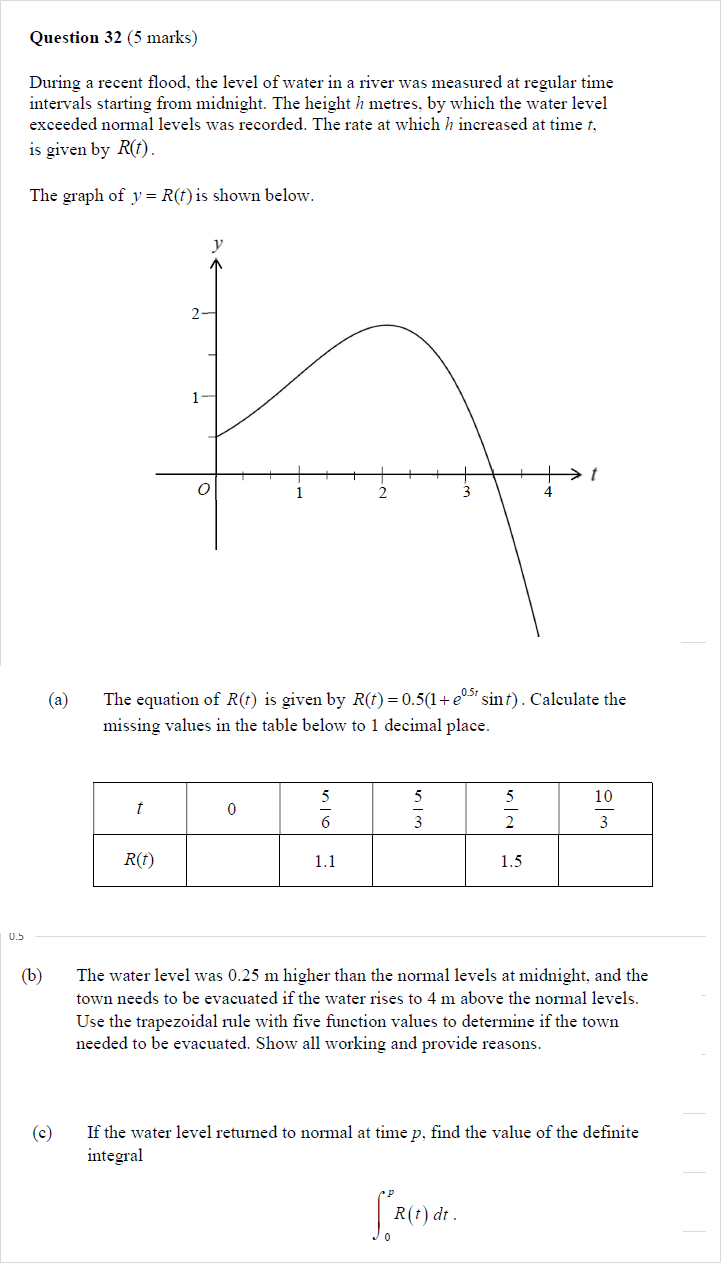 Question 32 (5 marks)
During a recent flood, the level of water in a river was measured at regular time
intervals starting from midnight. The height h metres, by which the water level
exceeded normal levels was recorded. The rate at which h increased at time t,
is given by R(t).
The graph of y = R(t) is shown below.
y
2
1
O 1 2 3 4 t
(a) The equation of R(t) is given by R(t) = 0.5(1 + e^{0.5t} sin t). Calculate the
missing values in the table below to 1 decimal place.
t 0 5/6 5/3 5/2 10/3
R(t) 1.1 1.5
0.5
(b) The water level was 0.25 m higher than the normal levels at midnight, and the
town needs to be evacuated if the water rises to 4 m above the normal levels.
Use the trapezoidal rule with five function values to determine if the town
needed to be evacuated. Show all working and provide reasons.
(c) If the water level returned to normal at time p, find the value of the definite
integral
∫_0^p R(t) dt .